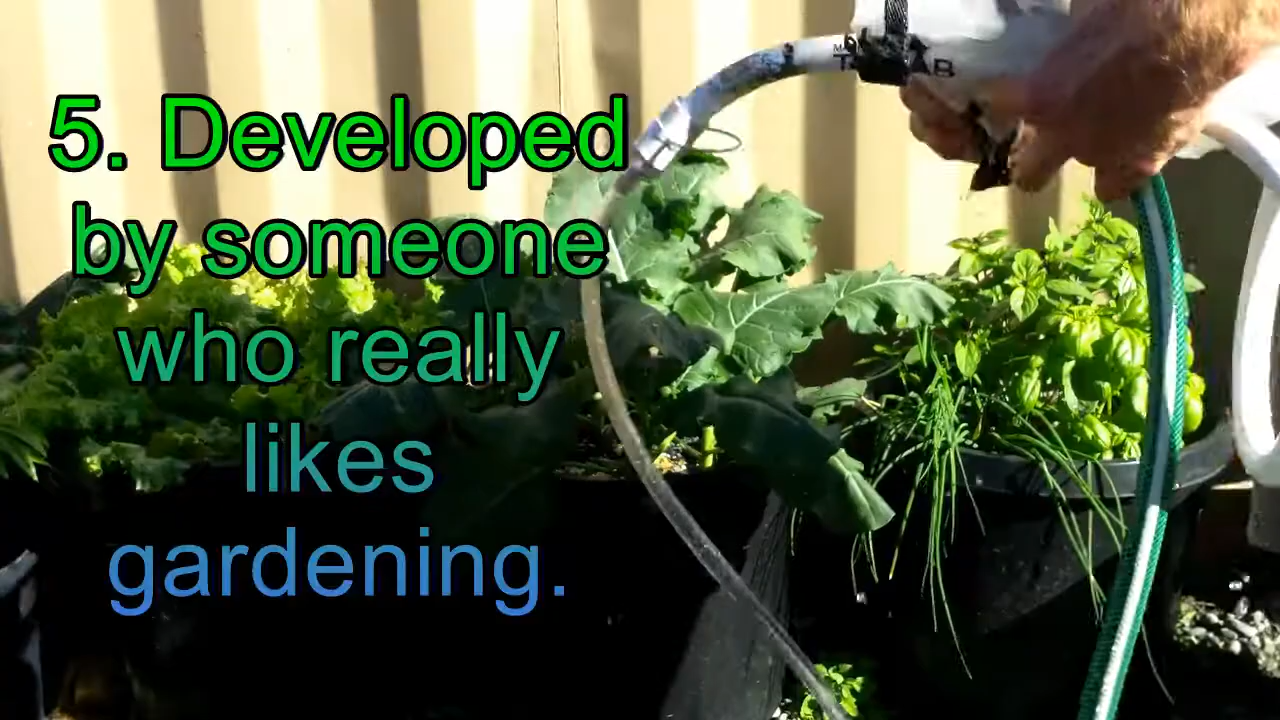 5. Developed
by someone
who really
likes
gardening.